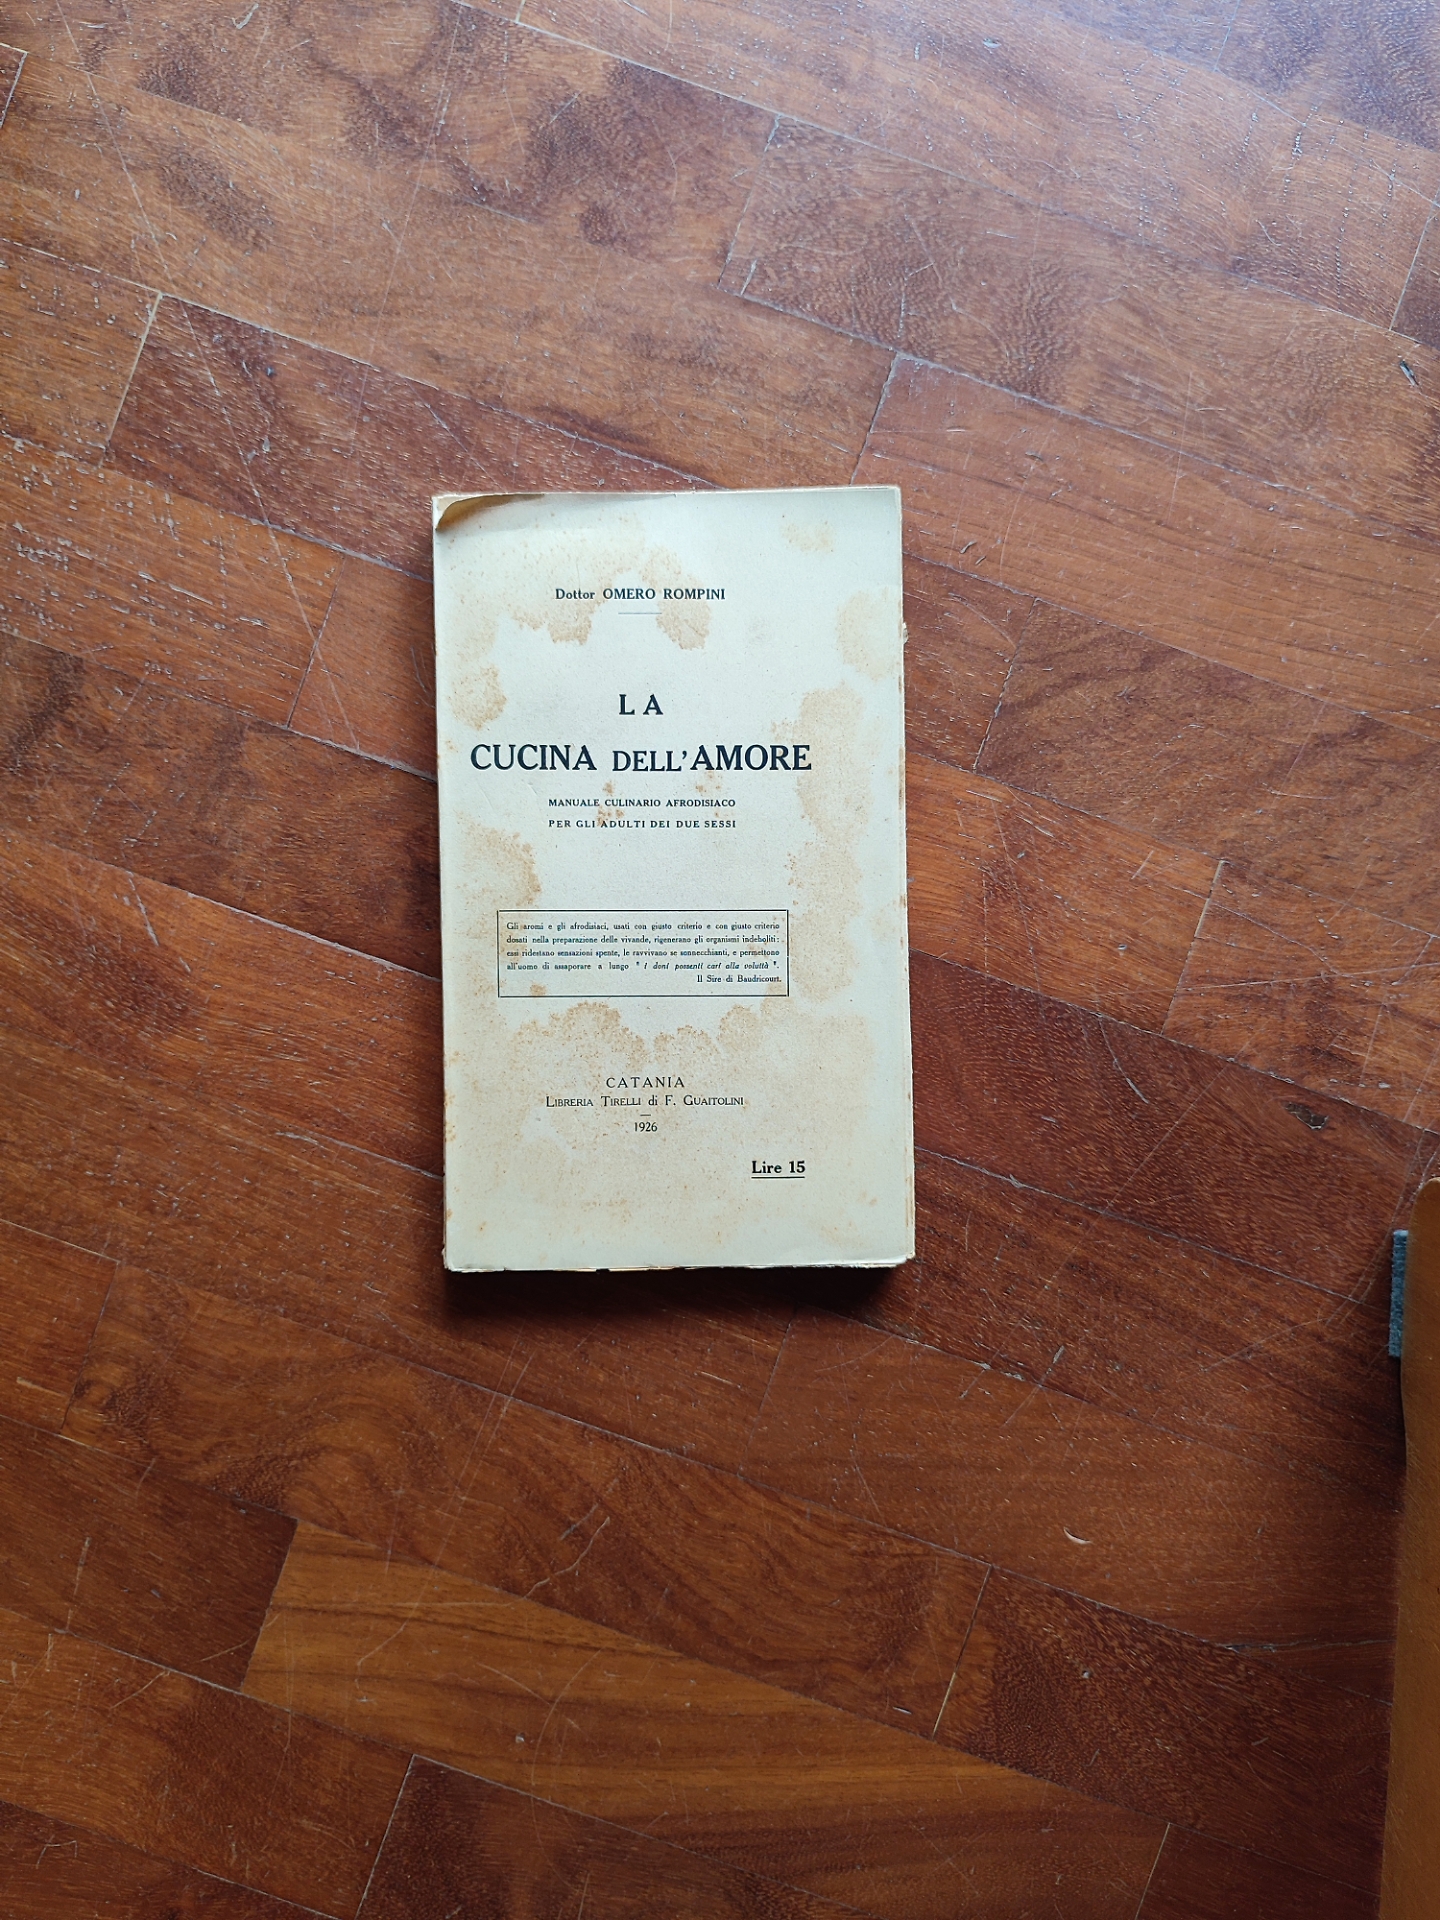 Dottor OMERO ROMPINI
LA
CUCINA DELL'AMORE
MANUALE CULINARIO AFRODISIACO
PER GLI ADULTI DEI DUE SESSI
Gli aromi e gli afrodisiaci, usati con giusto criterio e con giusto criterio
dosati nella preparazione delle vivande, rigenerano gli organismi indeboliti:
essi ridestano sensazioni spente, le ravvivano se sonnecchianti, e permettono
all'uomo di assaporare a lungo " i doni possenti cari alla voluttà ".
Il Sire di Baudricourt.
CATANIA
LIBRERIA TIRELLI di F. GUAITOLINI
1926
Lire 15